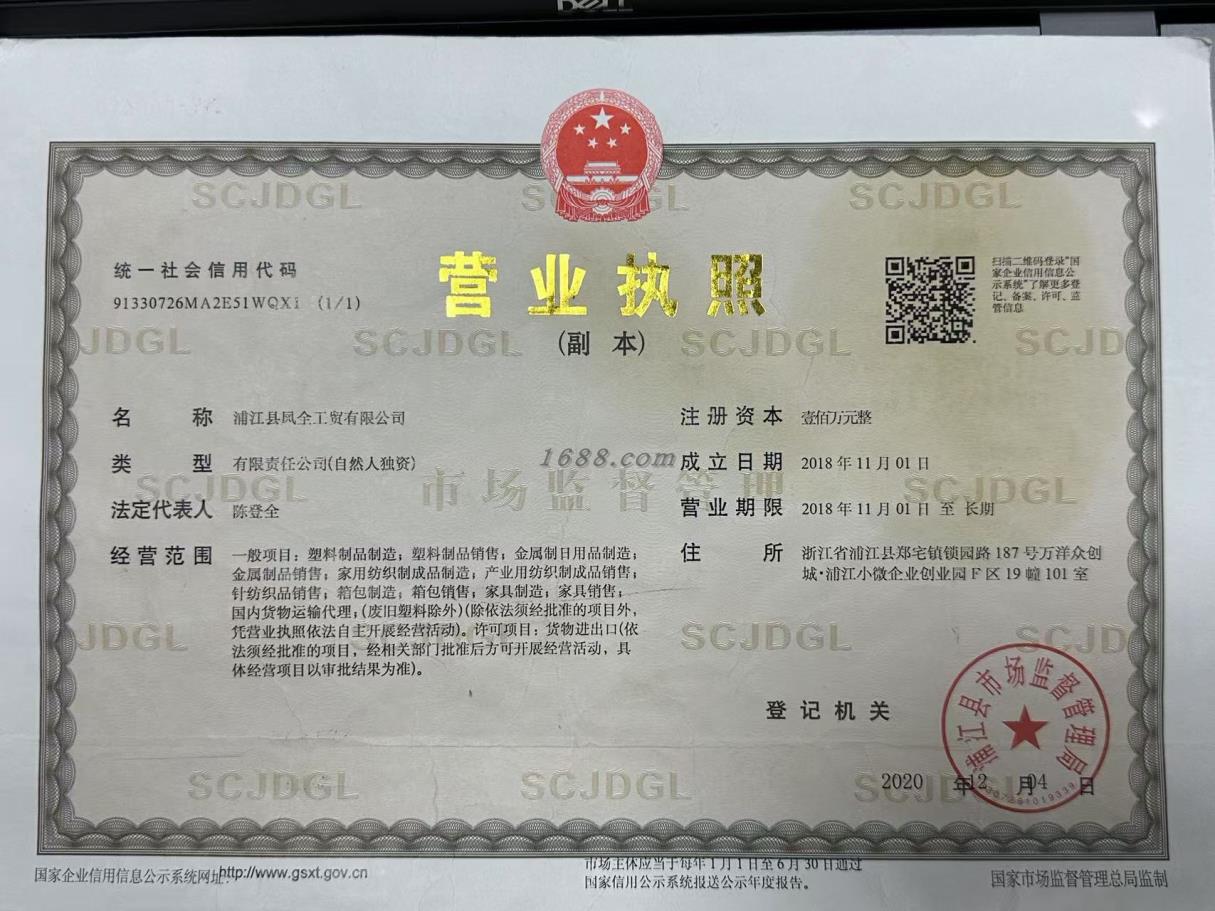 DELL
SCJDGL
SCJDGL
统一社会信用代码
91330726MA2E51WQX1 (1/1)
营业执照
(副 本)
扫描二维码登录"国
家企业信用信息公
示系统"了解更多登
记、备案、许可、监
管信息
JDGL SCJDGL SCJDGL SCJD
名 称 浦江县凤全工贸有限公司
类 型 有限责任公司(自然人独资)
法定代表人 陈登全
经营范围 一般项目:塑料制品制造;塑料制品销售;金属制日用品制造;
金属制品销售;家用纺织制成品制造;产业用纺织制成品销售;
针纺织品销售;箱包制造;箱包销售;家具制造;家具销售;
国内货物运输代理;(废旧塑料除外)(除依法须经批准的项目外,
凭营业执照依法自主开展经营活动)。许可项目:货物进出口(依
法须经批准的项目,经相关部门批准后方可开展经营活动,具
体经营项目以审批结果为准)。
注册资本 壹佰万元整
成立日期 2018年11月01日
营业期限 2018年11月01日 至 长期
住 所 浙江省浦江县郑宅镇锁园路187号万洋众创
城·浦江小微企业创业园F区19幢101室
1688.com
SCJDGL 市场监督管理 SCJDGL
JDGL SCJDGL SCJD
登记机关
浦江县市场监督管理局
2020 年12 月04 日
SCJDGL SCJDGL SCJDGL
国家企业信用信息公示系统网址:http://www.gsxt.gov.cn
市场主体应当于每年1月1日至6月30日通过
国家信用公示系统报送公示年度报告。
国家市场监督管理总局监制